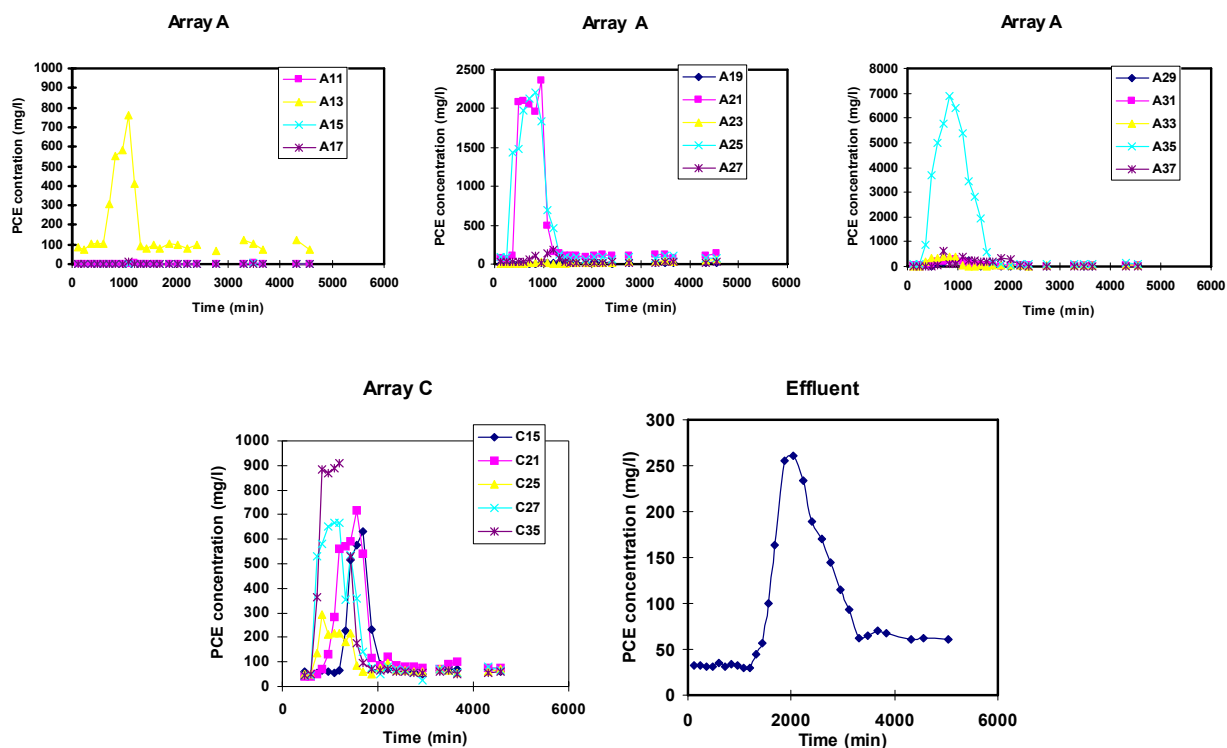 Array A
PCE contration (mg/l)
1000
900
800
700
600
500
400
300
200
100
0
0 1000 2000 3000 4000 5000 6000
Time (min)
A11
A13
A15
A17
Array A
PCE concentration (mg/l)
2500
2000
1500
1000
500
0
0 1000 2000 3000 4000 5000 6000
Time (min)
A19
A21
A23
A25
A27
Array A
PCE concentration (mg/l)
8000
7000
6000
5000
4000
3000
2000
1000
0
0 1000 2000 3000 4000 5000 6000
Time (min)
A29
A31
A33
A35
A37
Array C
PCE concentration (mg/l)
1000
900
800
700
600
500
400
300
200
100
0
0 2000 4000 6000
Time (min)
C15
C21
C25
C27
C35
Effluent
PCE concentration (mg/l)
300
250
200
150
100
50
0
0 2000 4000 6000
Time (min)